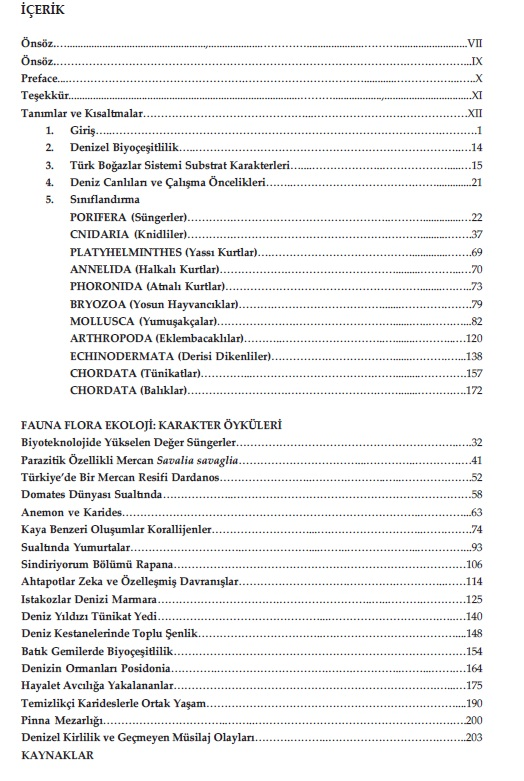 İÇERİK
Önsöz...VII
Önsöz...IX
Preface...X
Teşekkür...XI
Tanımlar ve Kısaltmalar...XII
1. Giriş...1
2. Denizel Biyoçeşitlilik...14
3. Türk Boğazlar Sistemi Substrat Karakterleri...15
4. Deniz Canlıları ve Çalışma Öncelikleri...21
5. Sınıflandırma
PORIFERA (Süngerler)...22
CNIDARIA (Knidliler)...37
PLATYHELMINTHES (Yassı Kurtlar)...69
ANNELIDA (Halkalı Kurtlar)...70
PHORONIDA (Atnalı Kurtlar)...73
BRYOZOA (Yosun Hayvancıklar)...79
MOLLUSCA (Yumuşakçalar)...82
ARTHROPODA (Eklembacaklılar)...120
ECHINODERMATA (Derisi Dikenliler)...138
CHORDATA (Tünikatlar)...157
CHORDATA (Balıklar)...172
FAUNA FLORA EKOLOJİ: KARAKTER ÖYKÜLERİ
Biyoteknolojide Yükselen Değer Süngerler...32
Parazitik Özellikli Mercan Savalia savaglia...41
Türkiye'de Bir Mercan Resifi Dardanos...52
Domates Dünyası Sualtında...58
Anemon ve Karides...63
Kaya Benzeri Oluşumlar Korallijenler...74
Sualtında Yumurtalar...93
Sindiriyorum Bölümü Rapana...106
Ahtapotlar Zeka ve Özelleşmiş Davranışlar...114
Istakozlar Denizi Marmara...125
Deniz Yıldızı Tünikat Yedi...140
Deniz Kestanelerinde Toplu Şenlik...148
Batık Gemilerde Biyoçeşitlilik...154
Denizin Ormanları Posidonia...164
Hayalet Avcılığa Yakalananlar...175
Temizlikçi Karideslerle Ortak Yaşam...190
Pinna Mezarlığı...200
Denizel Kirlilik ve Geçmeyen Müsilaj Olayları...203
KAYNAKLAR